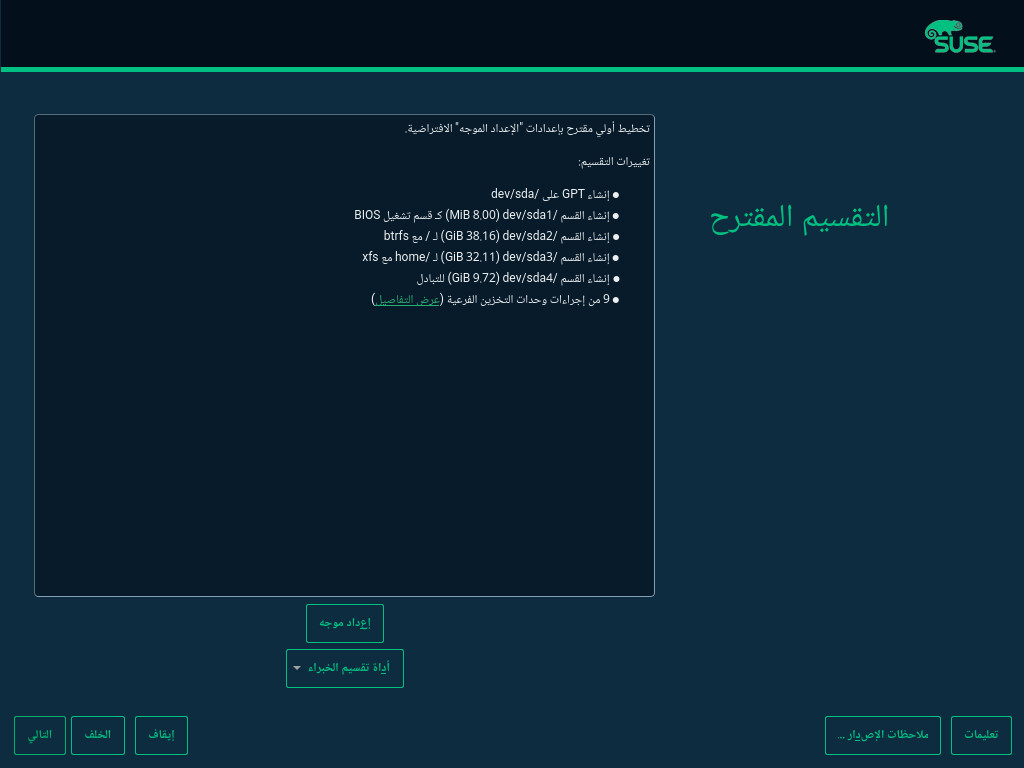 SUSE
التقسيم المقترح
تخطيط أولي مقترح بإعدادات "الإعداد الموجه" الافتراضية.
تغييرات التقسيم:
● إنشاء GPT على /dev/sda
● إنشاء القسم /dev/sda1 (8.00 MiB) كـ قسم تشغيل BIOS
● إنشاء القسم /dev/sda2 (38.16 GiB) لـ / مع btrfs
● إنشاء القسم /dev/sda3 (32.11 GiB) لـ /home مع xfs
● إنشاء القسم /dev/sda4 (9.72 GiB) للتبادل
● 9 من إجراءات وحدات التخزين الفرعية (عرض التفاصيل)
إعداد موجه
أداة تقسيم الخبراء
تعليمات
ملاحظات الإصدار ...
إيقاف
الخلف
التالي